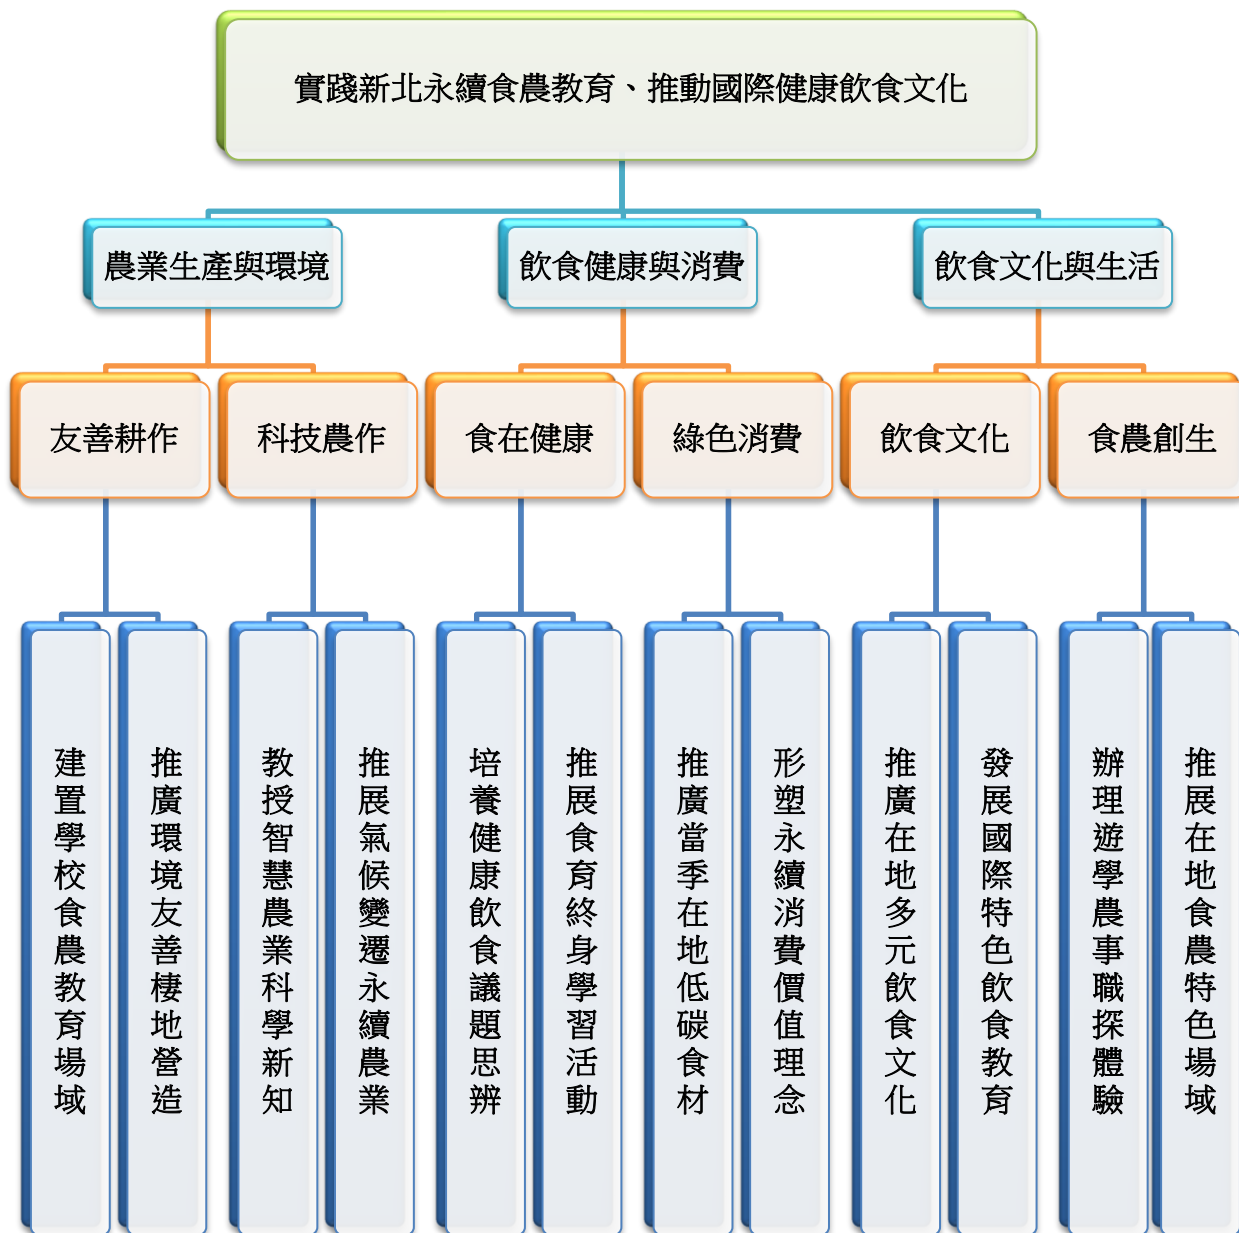 實踐新北永續食農教育、推動國際健康飲食文化
農業生產與環境
飲食健康與消費
飲食文化與生活
友善耕作
科技農作
食在健康
綠色消費
飲食文化
食農創生
建置學校食農教育場域
推廣環境友善棲地營造
教授智慧農業科學新知
推展氣候變遷永續農業
培養健康飲食議題思辨
推展食育終身學習活動
推廣當季在地低碳食材
形塑永續消費價值理念
推廣在地多元飲食文化
發展國際特色飲食教育
辦理遊學農事職探體驗
推展在地食農特色場域